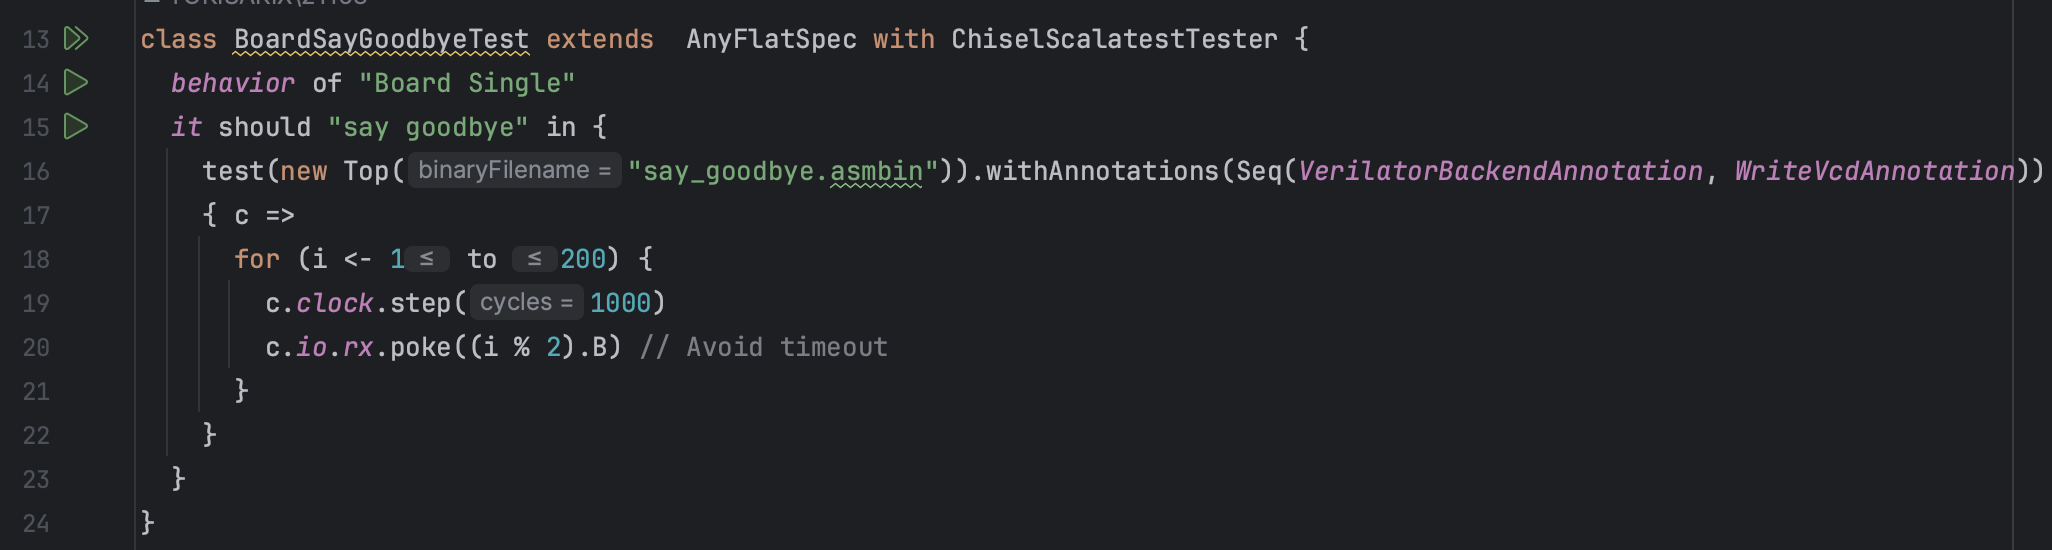 13 class BoardSayGoodbyeTest extends  AnyFlatSpec with ChiselScalatestTester {
14   behavior of "Board Single"
15   it should "say goodbye" in {
16     test(new Top( binaryFilename = "say_goodbye.asmbin")).withAnnotations(Seq(VerilatorBackendAnnotation, WriteVcdAnnotation))
17     { c =>
18       for (i <- 1 ≤ to ≤ 200) {
19         c.clock.step( cycles = 1000)
20         c.io.rx.poke((i % 2).B) // Avoid timeout
21       }
22     }
23   }
24 }